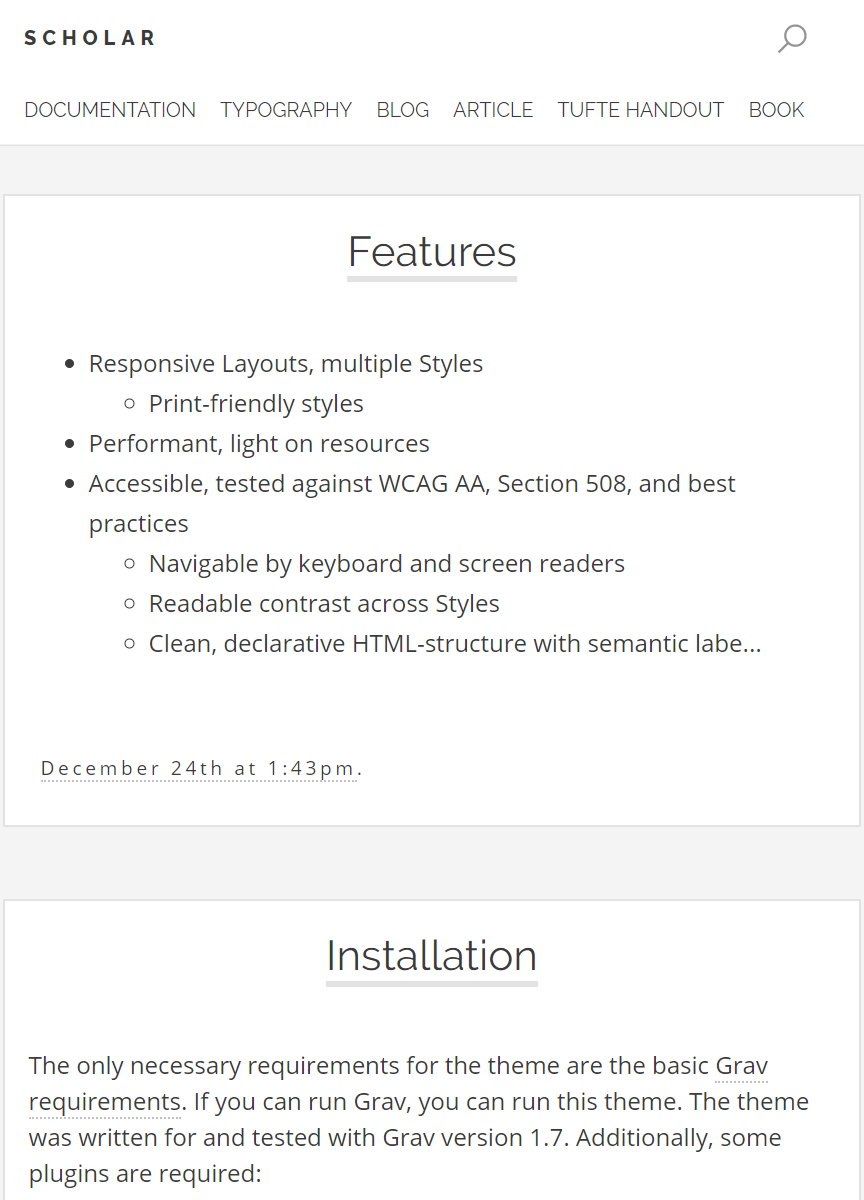 SCHOLAR
DOCUMENTATION TYPOGRAPHY BLOG ARTICLE TUFTE HANDOUT BOOK
Features
Responsive Layouts, multiple Styles
Print-friendly styles
Performant, light on resources
Accessible, tested against WCAG AA, Section 508, and best
practices
Navigable by keyboard and screen readers
Readable contrast across Styles
Clean, declarative HTML-structure with semantic labe...
December 24th at 1:43pm.
Installation
The only necessary requirements for the theme are the basic Grav
requirements. If you can run Grav, you can run this theme. The theme
was written for and tested with Grav version 1.7. Additionally, some
plugins are required: